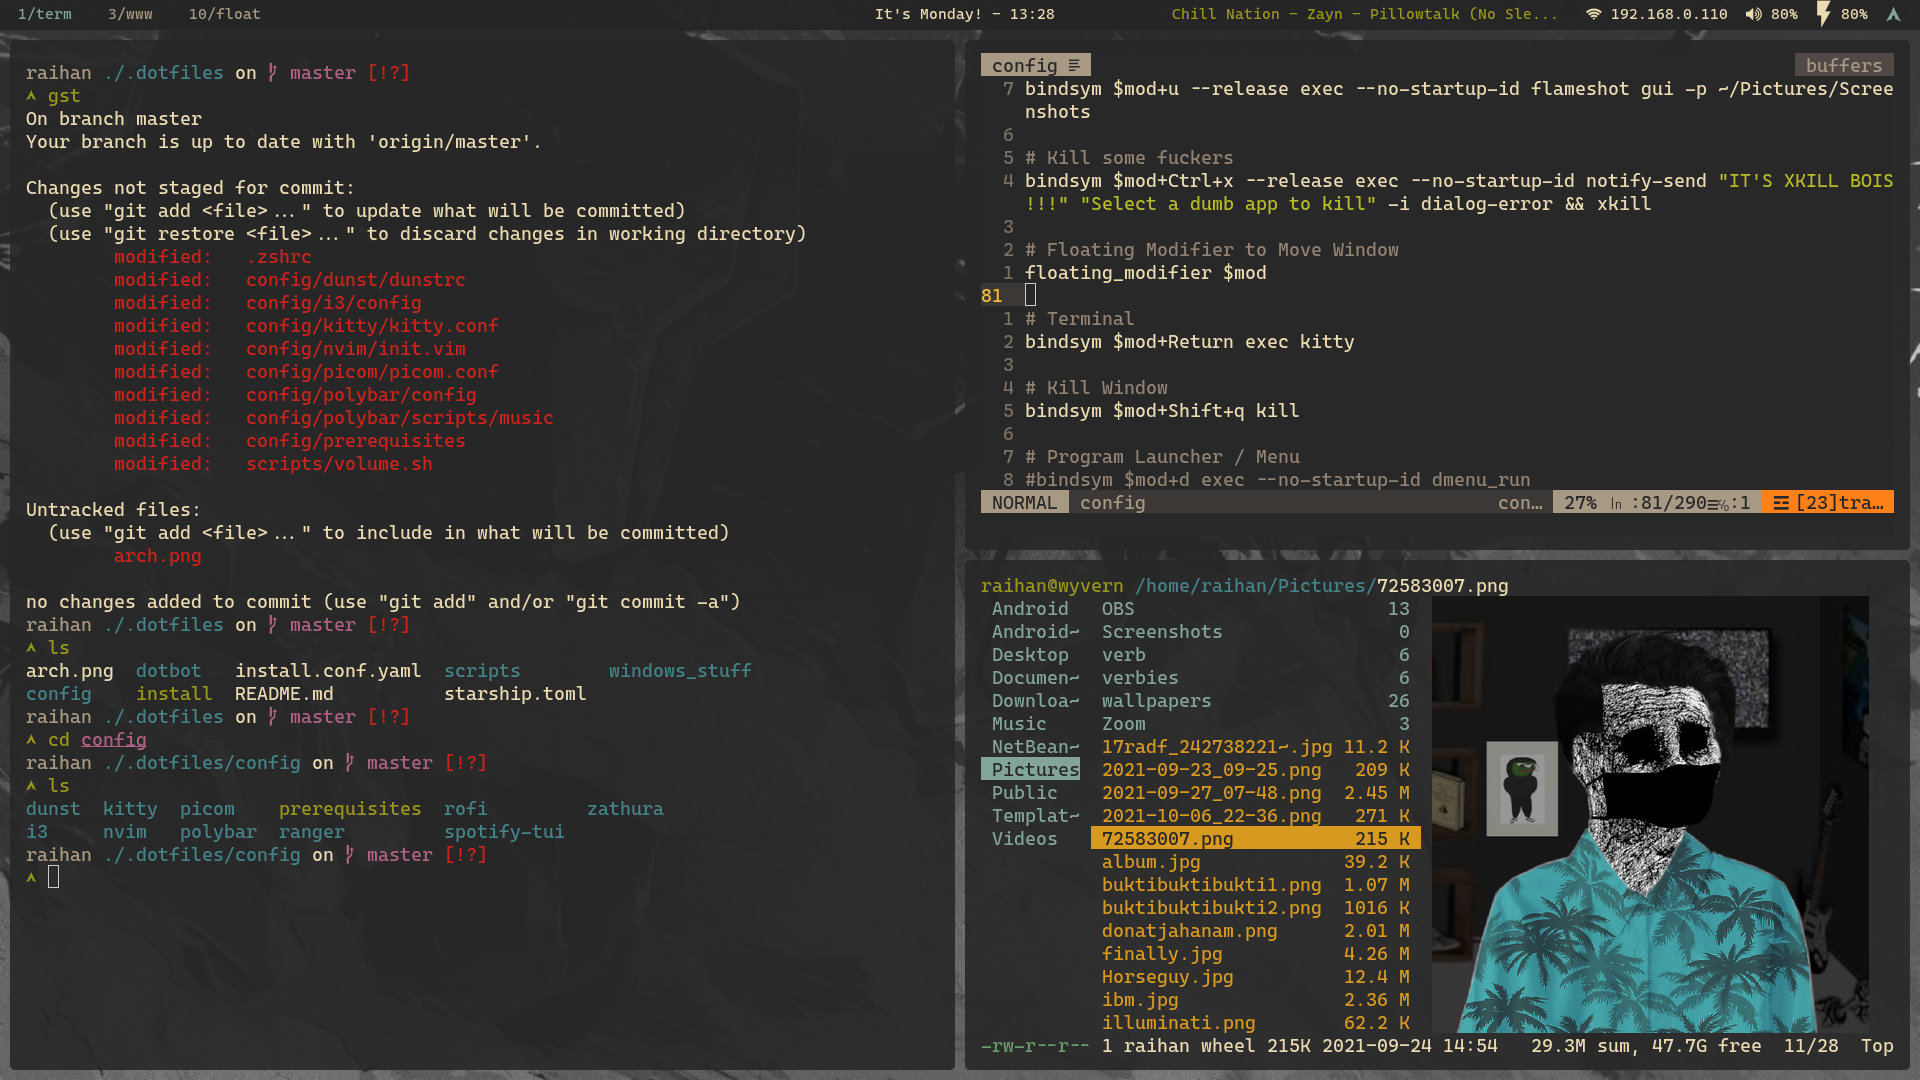 1/term 3/www 10/float It's Monday! – 13:28 Chill Nation – Zayn – Pillowtalk (No Sle... 192.168.0.110 80% 80%
raihan ./.dotfiles on master [!?]
gst
On branch master
Your branch is up to date with 'origin/master'.
Changes not staged for commit:
(use "git add <file>..." to update what will be committed)
(use "git restore <file>..." to discard changes in working directory)
modified: .zshrc
modified: config/dunst/dunstrc
modified: config/i3/config
modified: config/kitty/kitty.conf
modified: config/nvim/init.vim
modified: config/picom/picom.conf
modified: config/polybar/config
modified: config/polybar/scripts/music
modified: config/prerequisites
modified: scripts/volume.sh
Untracked files:
(use "git add <file>..." to include in what will be committed)
arch.png
no changes added to commit (use "git add" and/or "git commit -a")
raihan ./.dotfiles on master [!?]
ls
arch.png dotbot install.conf.yaml scripts windows_stuff
config install README.md starship.toml
raihan ./.dotfiles on master [!?]
cd config
raihan ./.dotfiles/config on master [!?]
ls
dunst kitty picom prerequisites rofi zathura
i3 nvim polybar ranger spotify-tui
raihan ./.dotfiles/config on master [!?]
config buffers
7 bindsym $mod+u --release exec --no-startup-id flameshot gui -p ~/Pictures/Scree
nshots
6
5 # Kill some fuckers
4 bindsym $mod+Ctrl+x --release exec --no-startup-id notify-send "IT'S XKILL BOIS
!!!" "Select a dumb app to kill" -i dialog-error && xkill
3
2 # Floating Modifier to Move Window
1 floating_modifier $mod
81
1 # Terminal
2 bindsym $mod+Return exec kitty
3
4 # Kill Window
5 bindsym $mod+Shift+q kill
6
7 # Program Launcher / Menu
8 #bindsym $mod+d exec --no-startup-id dmenu_run
NORMAL config con… 27% ln :81/290☰℅:1 ☲ [23]tra…
raihan@wyvern /home/raihan/Pictures/72583007.png
Android OBS 13
Android~ Screenshots 0
Desktop verb 6
Documen~ verbies 6
Downloa~ wallpapers 26
Music Zoom 3
NetBean~ 17radf_242738221~.jpg 11.2 K
Pictures 2021-09-23_09-25.png 209 K
Public 2021-09-27_07-48.png 2.45 M
Templat~ 2021-10-06_22-36.png 271 K
Videos 72583007.png 215 K
album.jpg 39.2 K
buktibuktibukti1.png 1.07 M
buktibuktibukti2.png 1016 K
donatjahanam.png 2.01 M
finally.jpg 4.26 M
Horseguy.jpg 12.4 M
ibm.jpg 2.36 M
illuminati.png 62.2 K
-rw-r--r-- 1 raihan wheel 215K 2021-09-24 14:54 29.3M sum, 47.7G free 11/28 Top